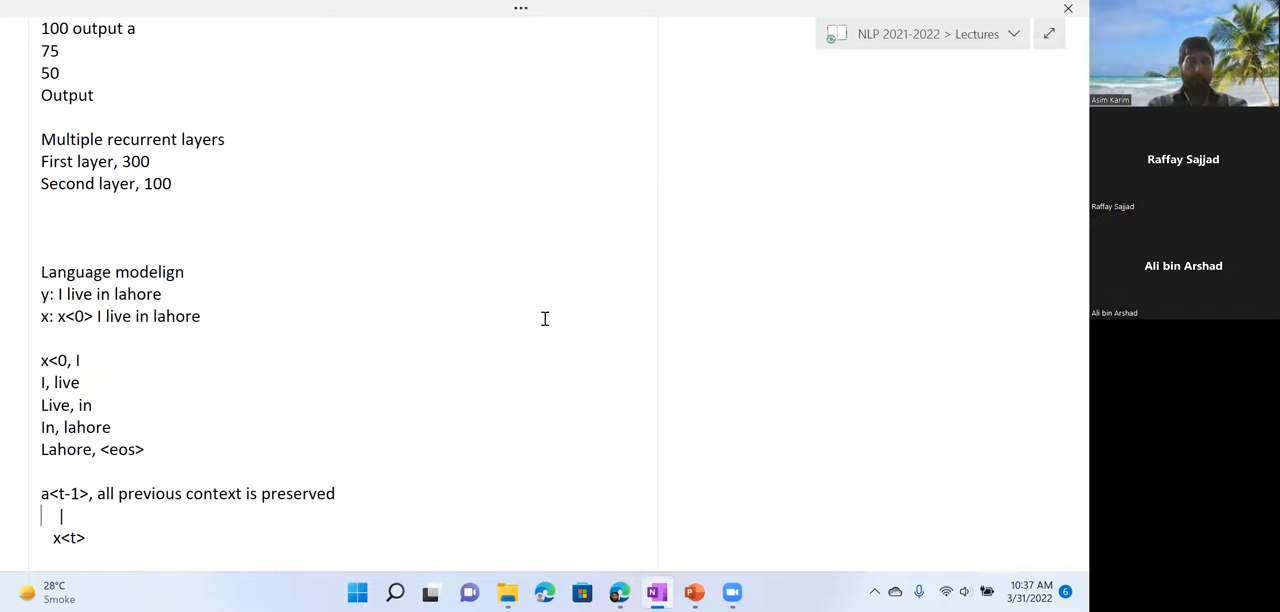 100 output a
75
50
Output
Multiple recurrent layers
First layer, 300
Second layer, 100
Language modelign
y: I live in lahore
x: x<0> I live in lahore
x<0, I
I, live
Live, in
In, lahore
Lahore, <eos>
a<t-1>, all previous context is preserved
|
x<t>
NLP 2021-2022 > Lectures
Asim Karim
Raffay Sajjad
Raffay Sajjad
Ali bin Arshad
Ali bin Arshad
28°C
Smoke
10:37 AM
3/31/2022
6